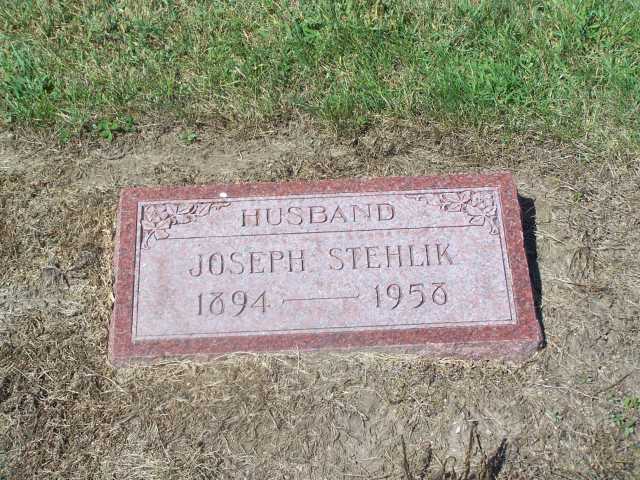 HUSBAND
JOSEPH STEHLIK
1894 — 1958